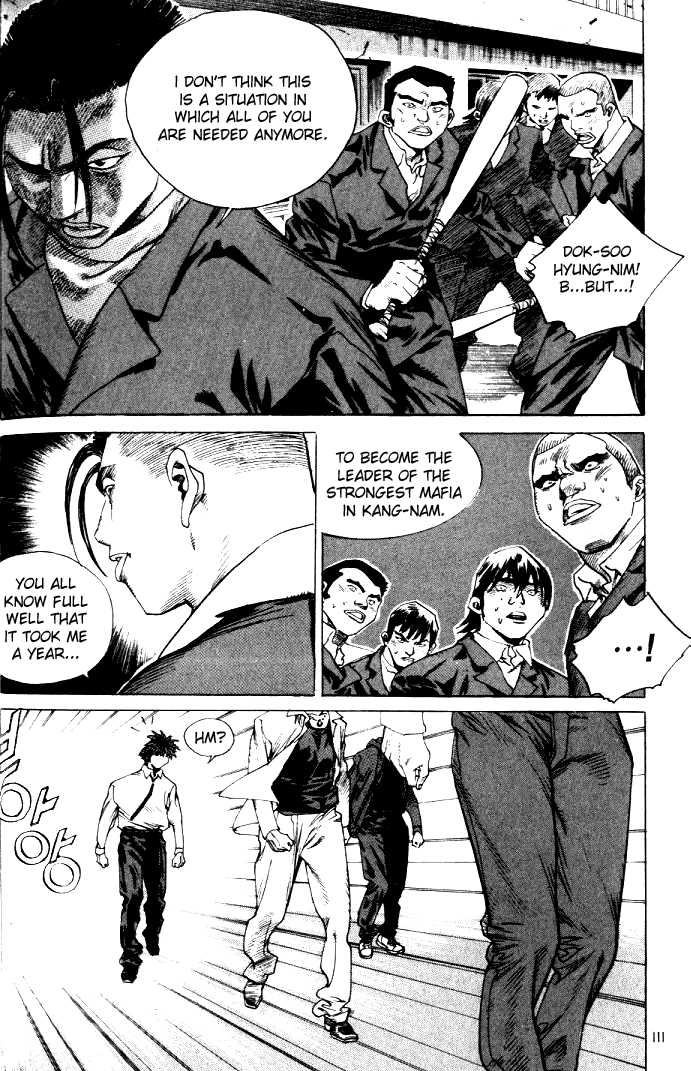 I DON'T THINK THIS
IS A SITUATION IN
WHICH ALL OF YOU
ARE NEEDED ANYMORE.
DOK-SOO
HYUNG-NIM!
B...BUT...!
YOU ALL
KNOW FULL
WELL THAT
IT TOOK ME
A YEAR...
TO BECOME THE
LEADER OF THE
STRONGEST MAFIA
IN KANG-NAM.
...!
HM?
아
앙
111